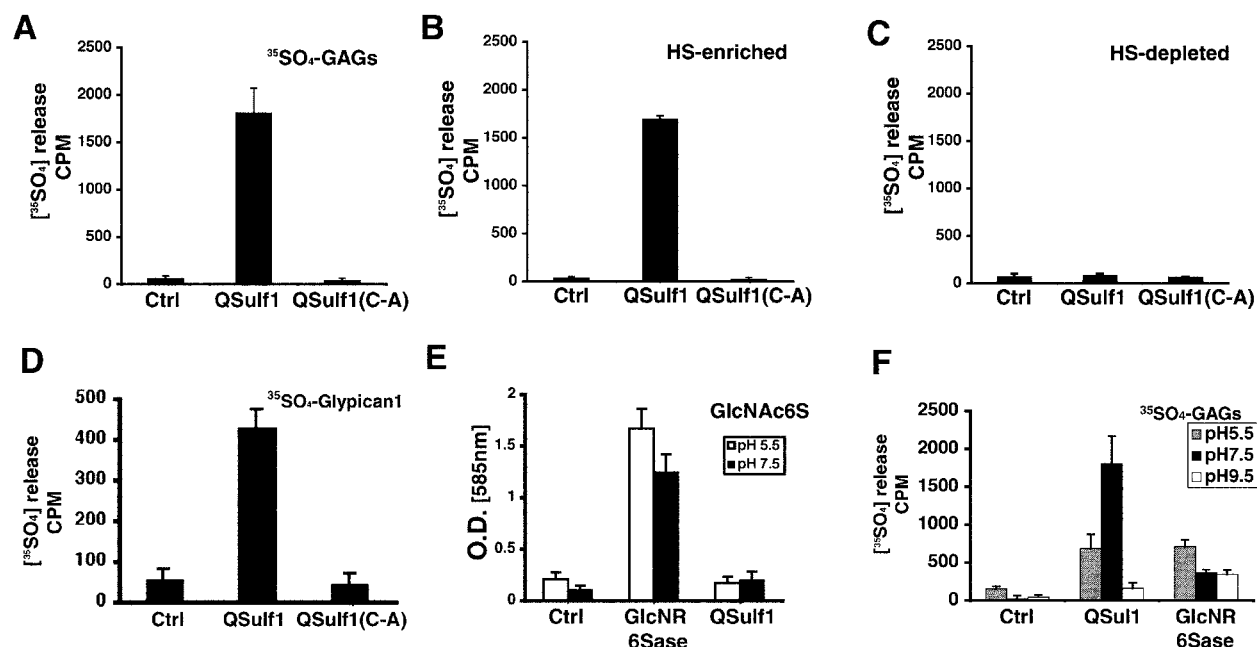 A
³⁵SO₄-GAGs
[³⁵SO₄] release
CPM
2500
2000
1500
1000
500
0
Ctrl QSulf1 QSulf1(C-A)
B
HS-enriched
[³⁵SO₄] release
CPM
2500
2000
1500
1000
500
0
Ctrl QSulf1 QSulf1(C-A)
C
HS-depleted
[³⁵SO₄] release
CPM
2500
2000
1500
1000
500
0
Ctrl QSulf1 QSulf1(C-A)
D
³⁵SO₄-Glypican1
[³⁵SO₄] release
CPM
500
400
300
200
100
0
Ctrl QSulf1 QSulf1(C-A)
E
GlcNAc6S
pH 5.5
pH 7.5
O.D. [585nm]
2
1.5
1
0.5
0
Ctrl GlcNR QSulf1
6Sase
F
³⁵SO₄-GAGs
pH5.5
pH7.5
pH9.5
[³⁵SO₄] release
CPM
2500
2000
1500
1000
500
0
Ctrl QSul1 GlcNR
6Sase